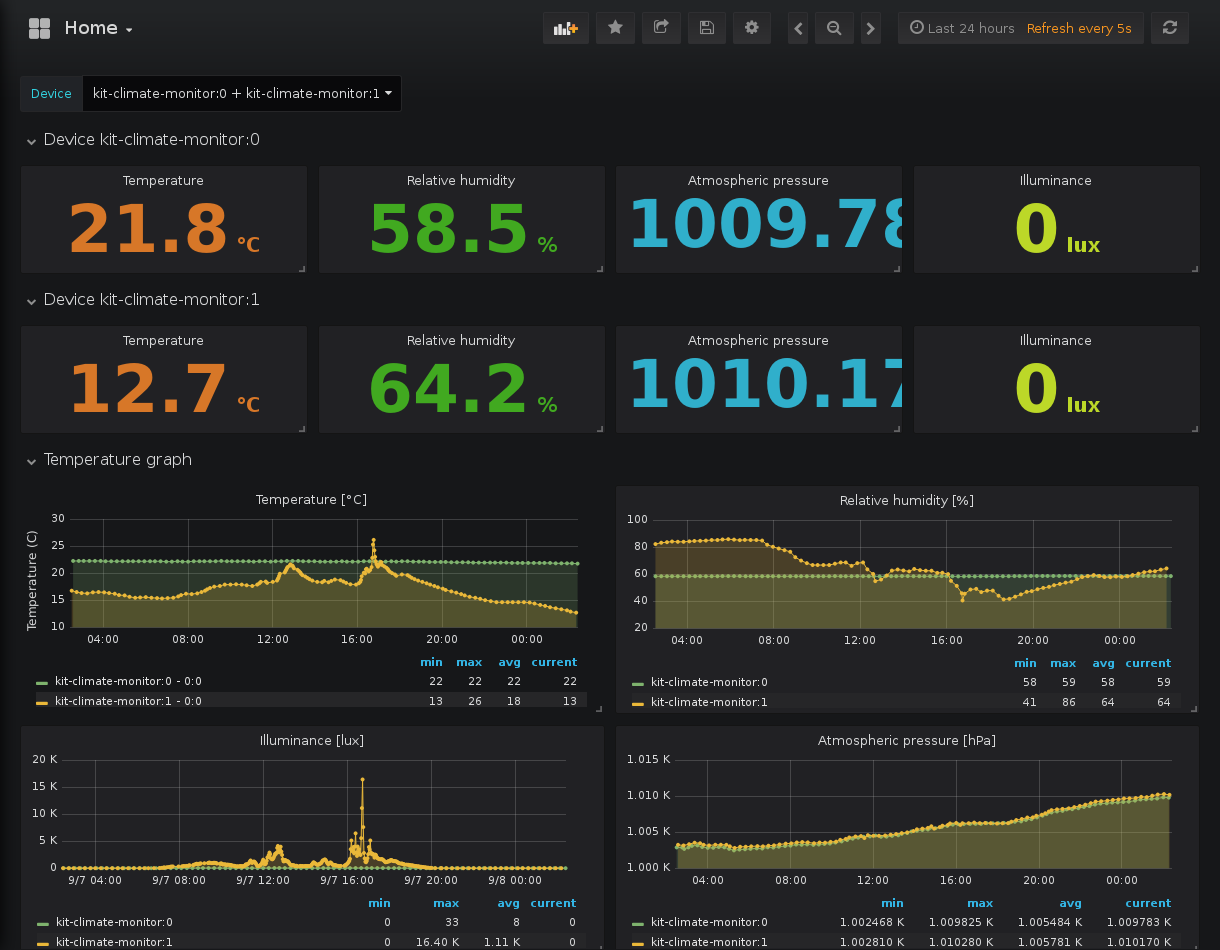 Home
Last 24 hours Refresh every 5s
Device kit-climate-monitor:0 + kit-climate-monitor:1
Device kit-climate-monitor:0
Temperature Relative humidity Atmospheric pressure Illuminance
21.8 °C 58.5 % 1009.78 0 lux
Device kit-climate-monitor:1
Temperature Relative humidity Atmospheric pressure Illuminance
12.7 °C 64.2 % 1010.17 0 lux
Temperature graph
Temperature [°C]
Temperature (C)
30
25
20
15
10
04:00 08:00 12:00 16:00 20:00 00:00
min max avg current
kit-climate-monitor:0 - 0:0 22 22 22 22
kit-climate-monitor:1 - 0:0 13 26 18 13
Relative humidity [%]
100
80
60
40
20
04:00 08:00 12:00 16:00 20:00 00:00
min max avg current
kit-climate-monitor:0 58 59 58 59
kit-climate-monitor:1 41 86 64 64
Illuminance [lux]
20 K
15 K
10 K
5 K
0
9/7 04:00 9/7 08:00 9/7 12:00 9/7 16:00 9/7 20:00 9/8 00:00
min max avg current
kit-climate-monitor:0 0 33 8 0
kit-climate-monitor:1 0 16.40 K 1.11 K 0
Atmospheric pressure [hPa]
1.015 K
1.010 K
1.005 K
1.000 K
04:00 08:00 12:00 16:00 20:00 00:00
min max avg current
kit-climate-monitor:0 1.002468 K 1.009825 K 1.005484 K 1.009783 K
kit-climate-monitor:1 1.002810 K 1.010280 K 1.005781 K 1.010170 K